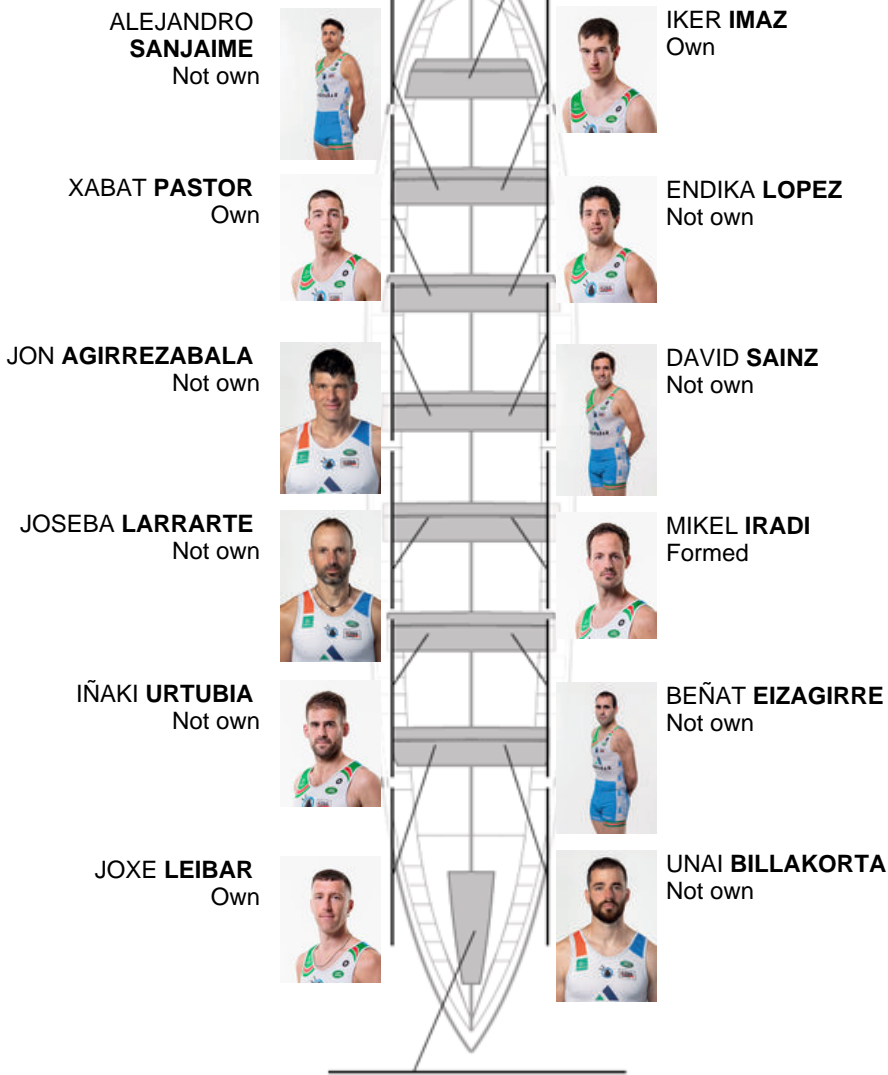 ALEJANDRO
SANJAIME
Not own
IKER IMAZ
Own
XABAT PASTOR
Own
ENDIKA LOPEZ
Not own
JON AGIRREZABALA
Not own
DAVID SAINZ
Not own
JOSEBA LARRARTE
Not own
MIKEL IRADI
Formed
IÑAKI URTUBIA
Not own
BEÑAT EIZAGIRRE
Not own
JOXE LEIBAR
Own
UNAI BILLAKORTA
Not own